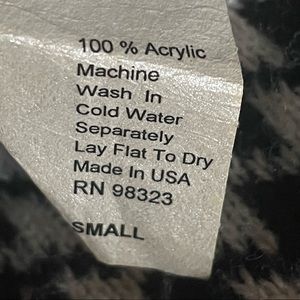 100 % Acrylic
Machine
Wash In
Cold Water
Separately
Lay Flat To Dry
Made In USA
RN 98323
SMALL